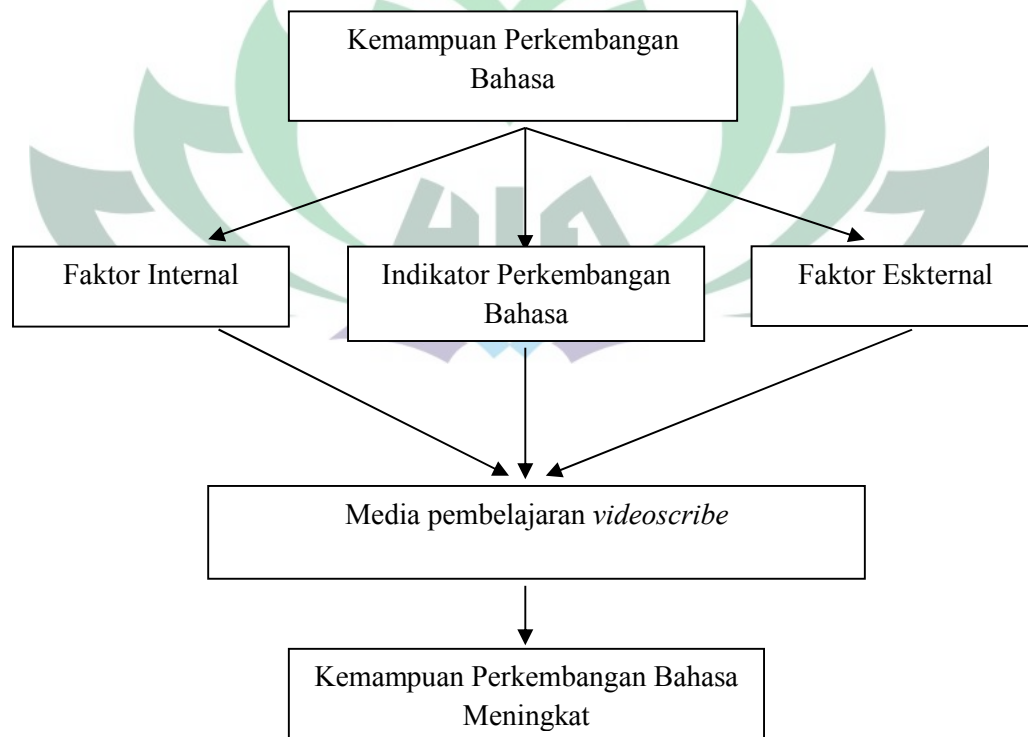 Kemampuan Perkembangan
Bahasa
Faktor Internal
Indikator Perkembangan
Bahasa
Faktor Eskternal
Media pembelajaran videoscribe
Kemampuan Perkembangan Bahasa
Meningkat